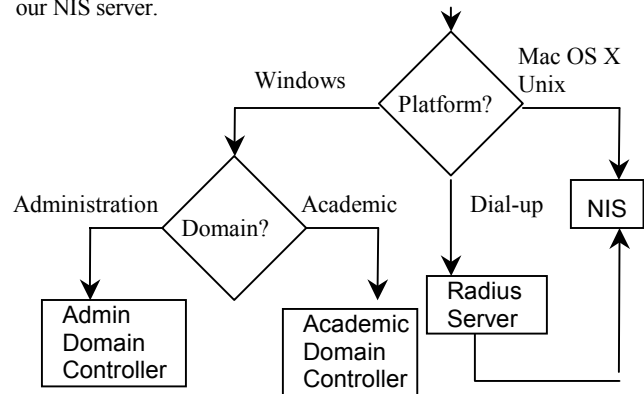 our NIS server.
Mac OS X
Unix
Windows
Platform?
Administration
Domain?
Academic
Dial-up
NIS
Admin
Domain
Controller
Academic
Domain
Controller
Radius
Server